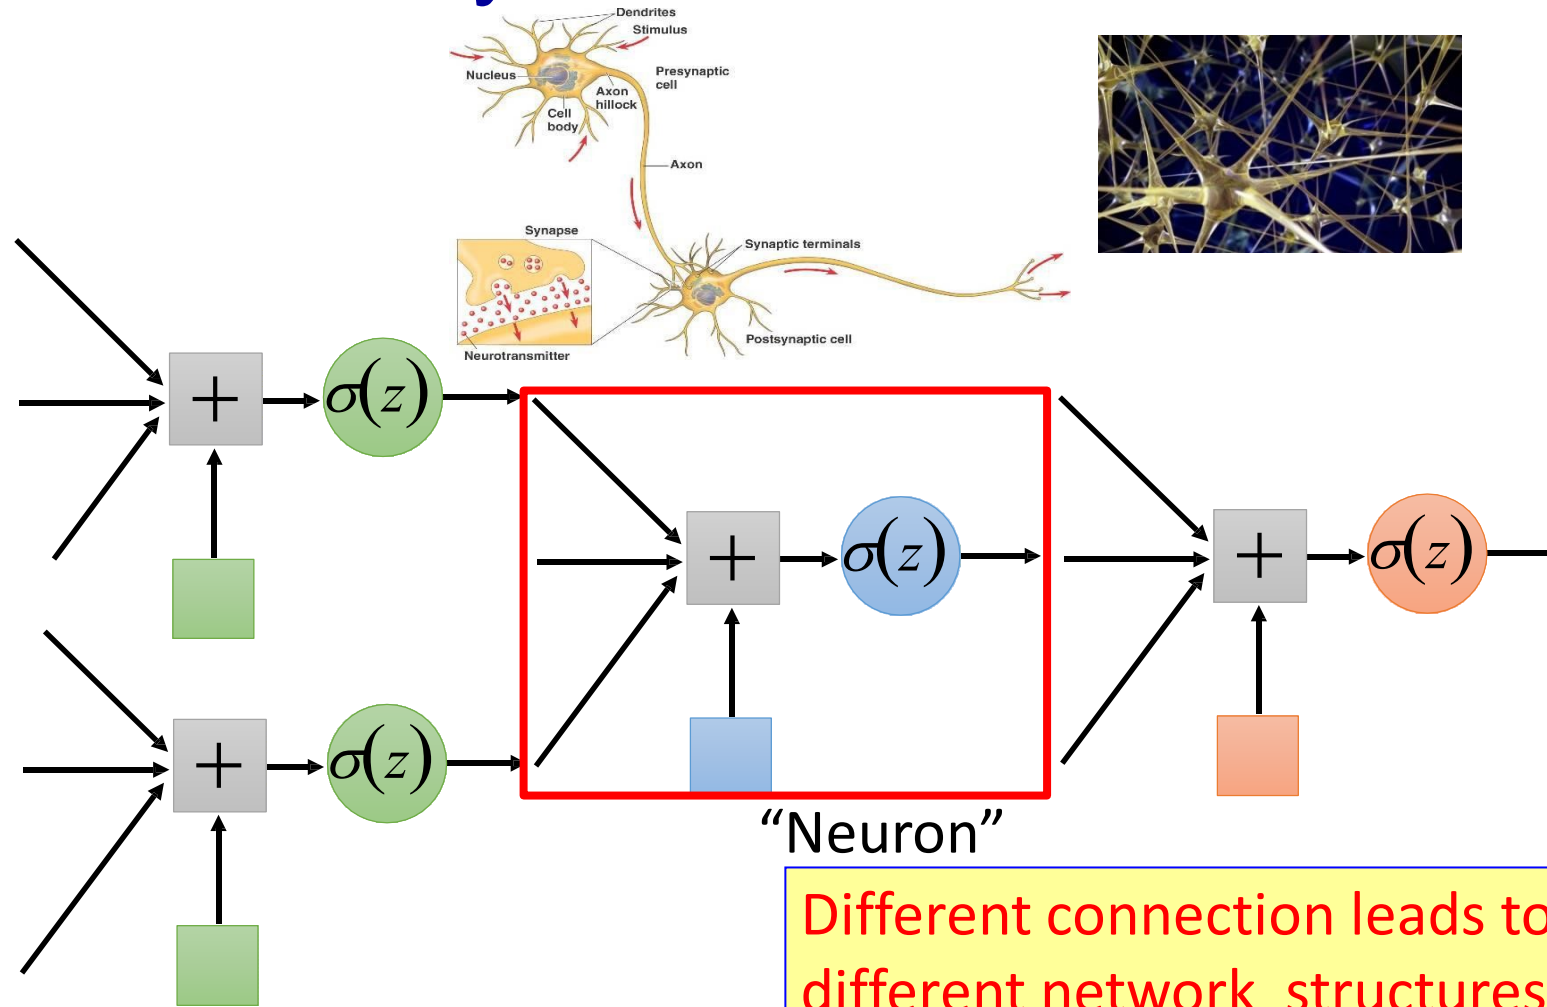 Dendrites
Stimulus
Nucleus
Presynaptic
cell
Axon
hillock
Cell
body
Axon
Synapse
Synaptic terminals
Neurotransmitter
Postsynaptic cell
+
σ(z)
+
σ(z)
+
σ(z)
+
σ(z)
“Neuron”
Different connection leads to
different network structures